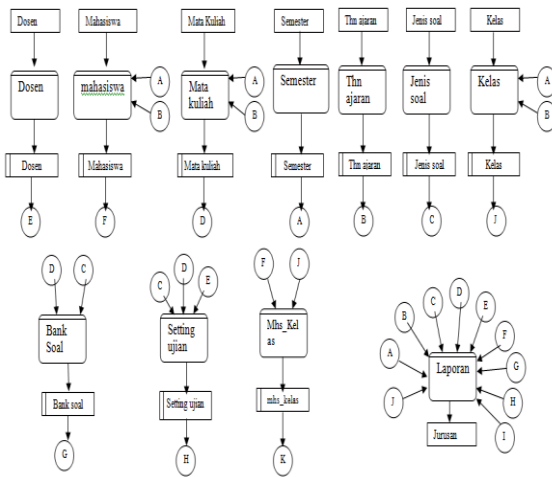 Dosen
Mahasiswa
Mata Kuliah
Semester
Thn ajaran
Jenis soal
Kelas
Dosen
mahasiswa
A
B
Mata
kuliah
A
B
Semester
Thn
ajaran
Jenis
soal
Kelas
A
B
Dosen
Mahasiswa
Mata kuliah
Semester
Thn ajaran
Jenis soal
Kelas
E
F
D
A
B
C
J
D
C
Bank
Soal
Bank soal
G
C
D
E
Setting
ujian
Setting ujian
H
F
J
Mhs_Kel
as
mhs_kelas
K
A
B
C
D
E
F
G
H
I
J
Laporan
Jurusan